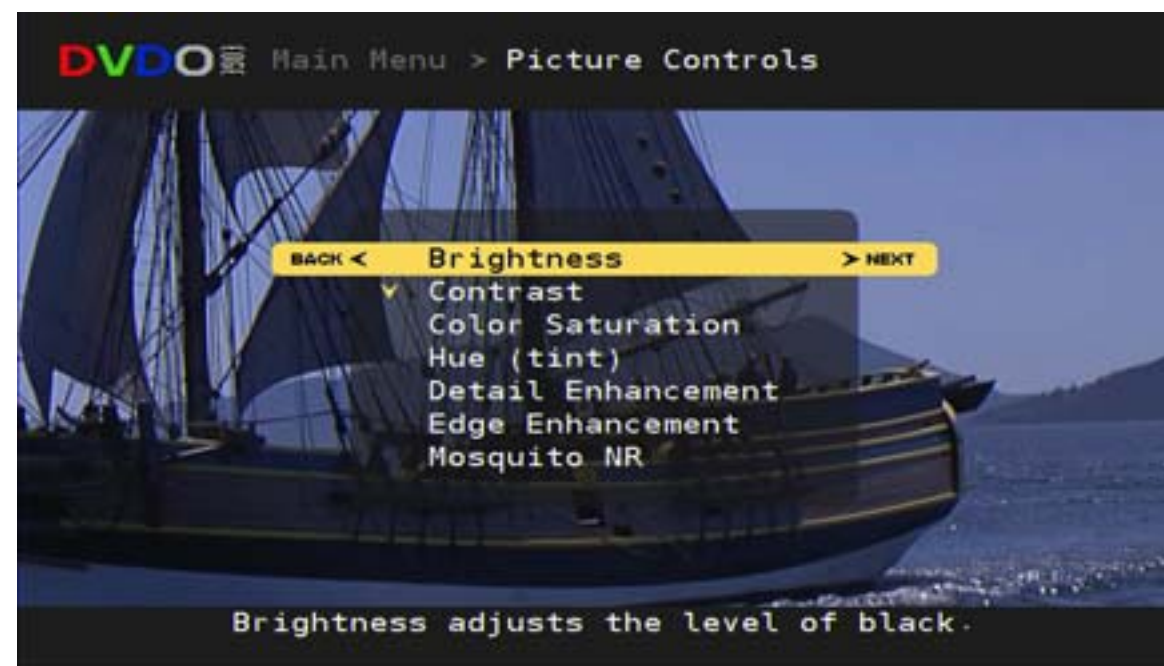 DVDO Main Menu > Picture Controls
BACK < Brightness > NEXT
Contrast
Color Saturation
Hue (tint)
Detail Enhancement
Edge Enhancement
Mosquito NR
Brightness adjusts the level of black.